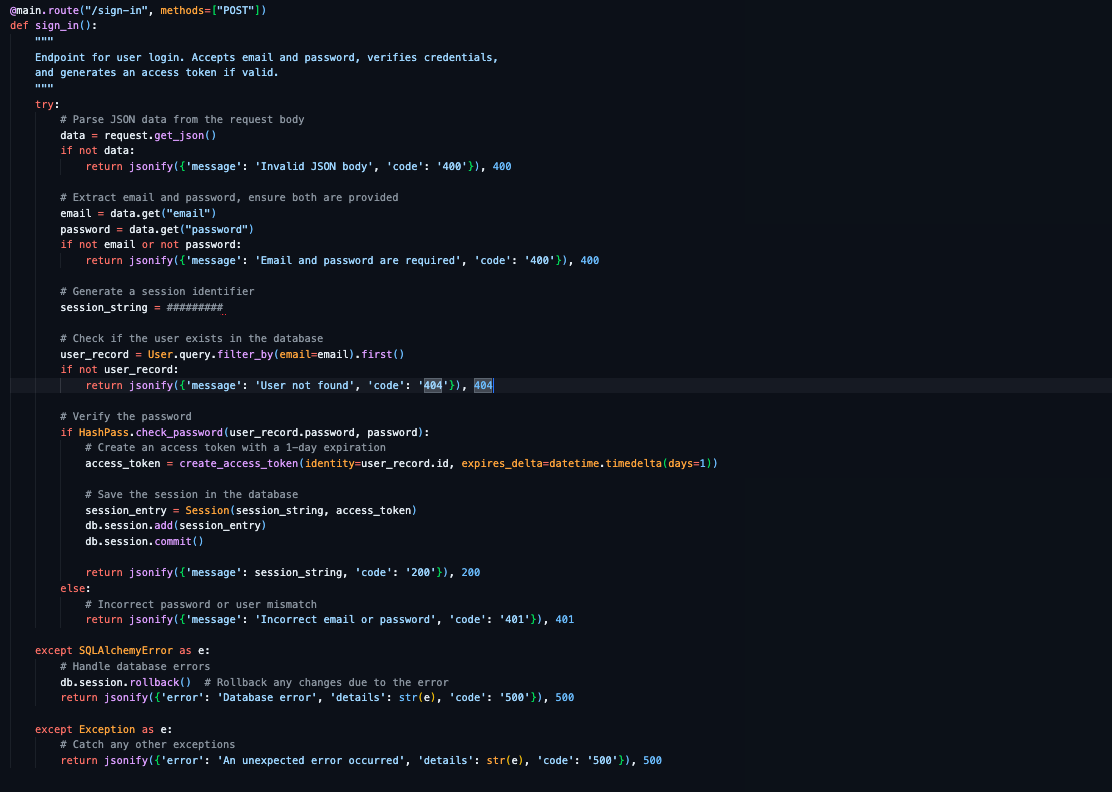 @main.route("/sign-in", methods=["POST"])
def sign_in():
    """
    Endpoint for user login. Accepts email and password, verifies credentials,
    and generates an access token if valid.
    """
    try:
        # Parse JSON data from the request body
        data = request.get_json()
        if not data:
            return jsonify({'message': 'Invalid JSON body', 'code': '400'}), 400

        # Extract email and password, ensure both are provided
        email = data.get("email")
        password = data.get("password")
        if not email or not password:
            return jsonify({'message': 'Email and password are required', 'code': '400'}), 400

        # Generate a session identifier
        session_string = #########

        # Check if the user exists in the database
        user_record = User.query.filter_by(email=email).first()
        if not user_record:
            return jsonify({'message': 'User not found', 'code': '404'}), 404

        # Verify the password
        if HashPass.check_password(user_record.password, password):
            # Create an access token with a 1-day expiration
            access_token = create_access_token(identity=user_record.id, expires_delta=datetime.timedelta(days=1))

            # Save the session in the database
            session_entry = Session(session_string, access_token)
            db.session.add(session_entry)
            db.session.commit()

            return jsonify({'message': session_string, 'code': '200'}), 200
        else:
            # Incorrect password or user mismatch
            return jsonify({'message': 'Incorrect email or password', 'code': '401'}), 401

    except SQLAlchemyError as e:
        # Handle database errors
        db.session.rollback()  # Rollback any changes due to the error
        return jsonify({'error': 'Database error', 'details': str(e), 'code': '500'}), 500

    except Exception as e:
        # Catch any other exceptions
        return jsonify({'error': 'An unexpected error occurred', 'details': str(e), 'code': '500'}), 500